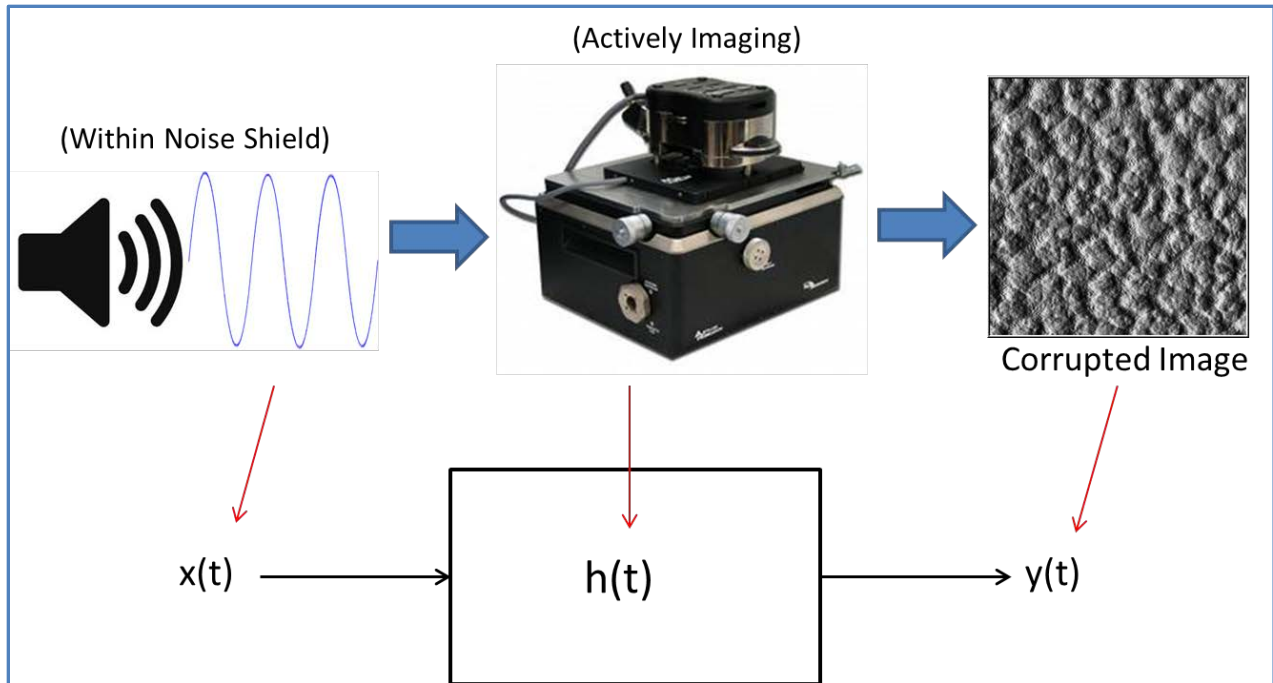 (Actively Imaging)
(Within Noise Shield)
Corrupted Image
x(t)
h(t)
y(t)